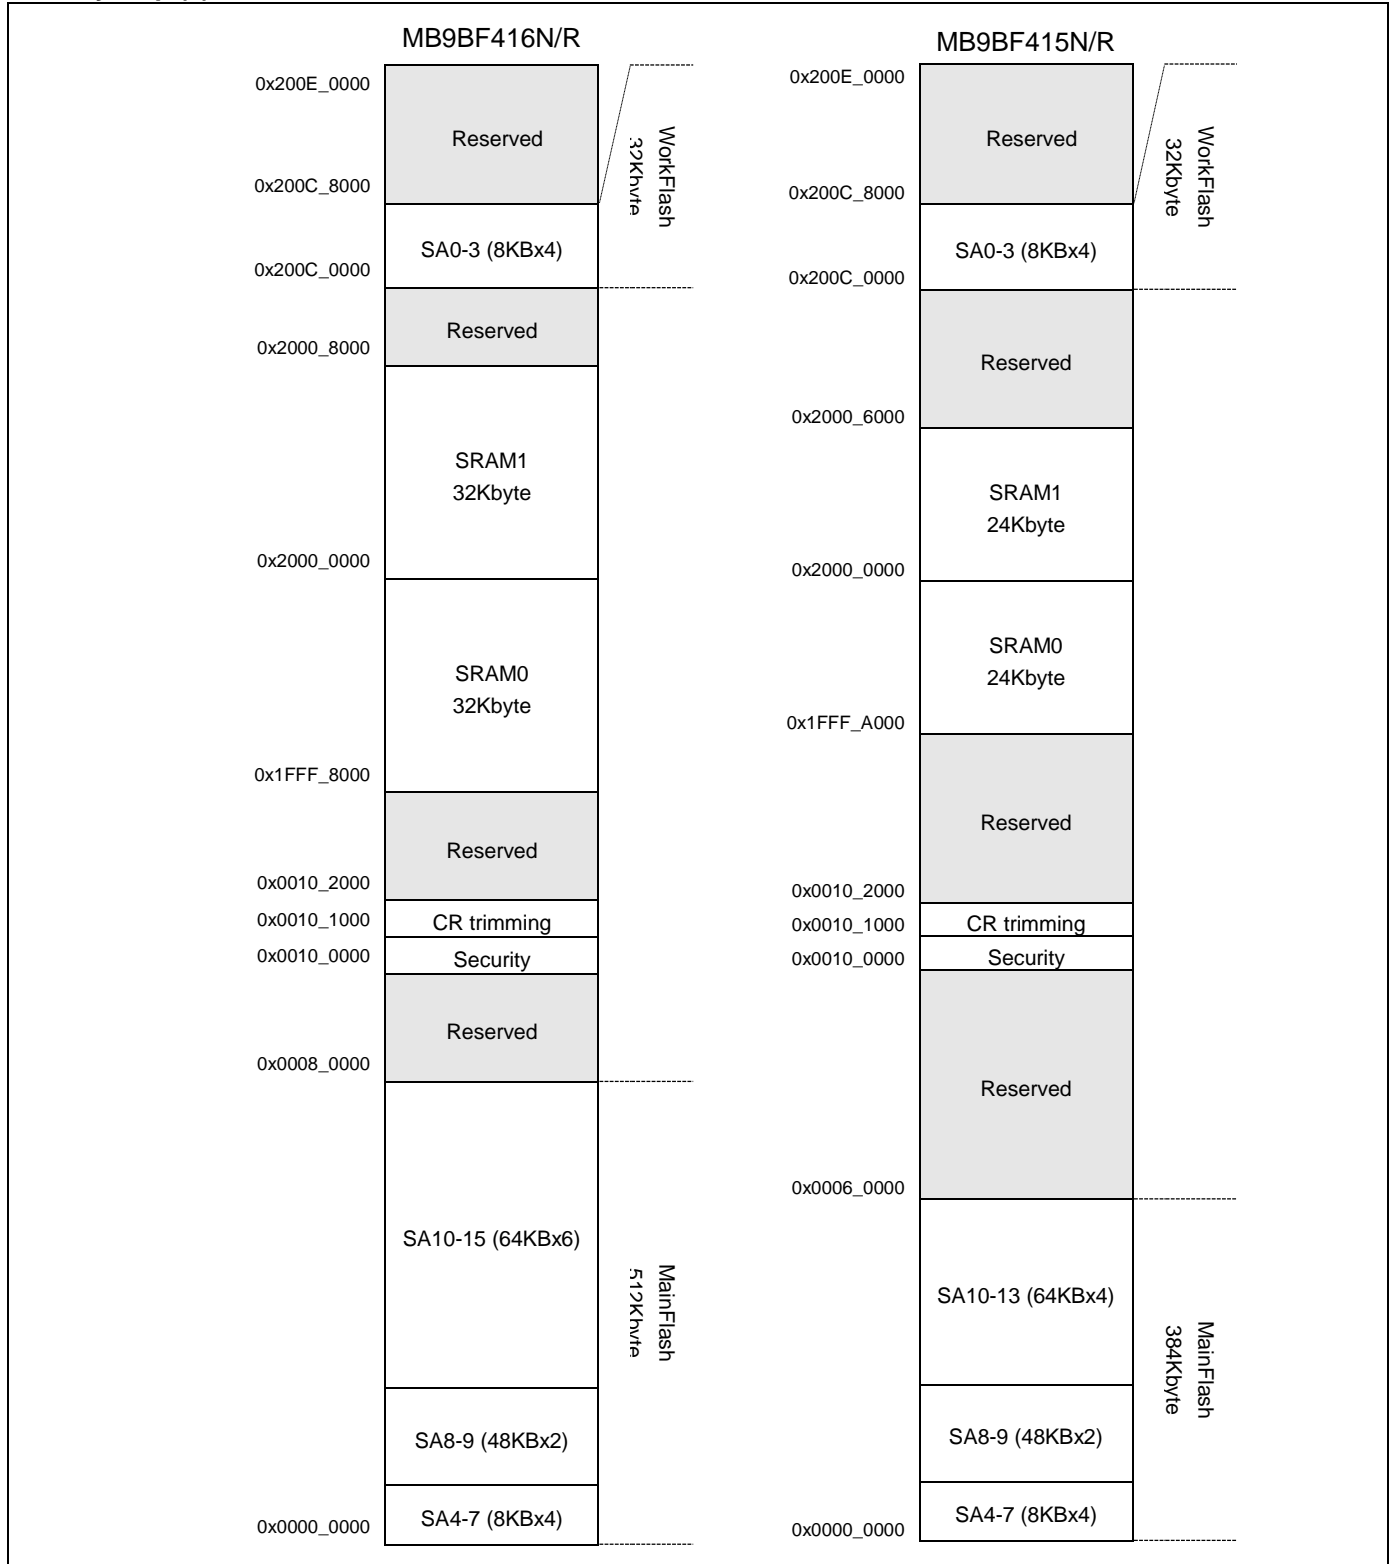 MB9BF416N/R
0x200E_0000
Reserved
0x200C_8000
SA0-3 (8KBx4)
0x200C_0000
Reserved
0x2000_8000
SRAM1
32Kbyte
0x2000_0000
SRAM0
32Kbyte
0x1FFF_8000
Reserved
0x0010_2000
CR trimming
0x0010_1000
Security
0x0010_0000
Reserved
0x0008_0000
SA10-15 (64KBx6)
SA8-9 (48KBx2)
SA4-7 (8KBx4)
0x0000_0000
WorkFlash
32Kbyte
MainFlash
512Kbyte
MB9BF415N/R
0x200E_0000
Reserved
0x200C_8000
SA0-3 (8KBx4)
0x200C_0000
Reserved
0x2000_6000
SRAM1
24Kbyte
0x2000_0000
SRAM0
24Kbyte
0x1FFF_A000
Reserved
0x0010_2000
CR trimming
0x0010_1000
Security
0x0010_0000
Reserved
0x0006_0000
SA10-13 (64KBx4)
SA8-9 (48KBx2)
SA4-7 (8KBx4)
0x0000_0000
WorkFlash
32Kbyte
MainFlash
384Kbyte